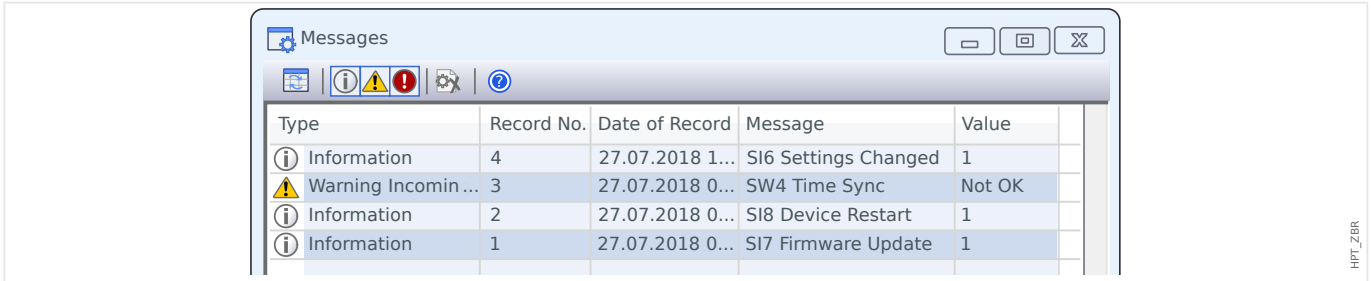 Messages
Type Record No. Date of Record Message Value
Information 4 27.07.2018 1... SI6 Settings Changed 1
Warning Incomin... 3 27.07.2018 0... SW4 Time Sync Not OK
Information 2 27.07.2018 0... SI8 Device Restart 1
Information 1 27.07.2018 0... SI7 Firmware Update 1
HPT_ZBR